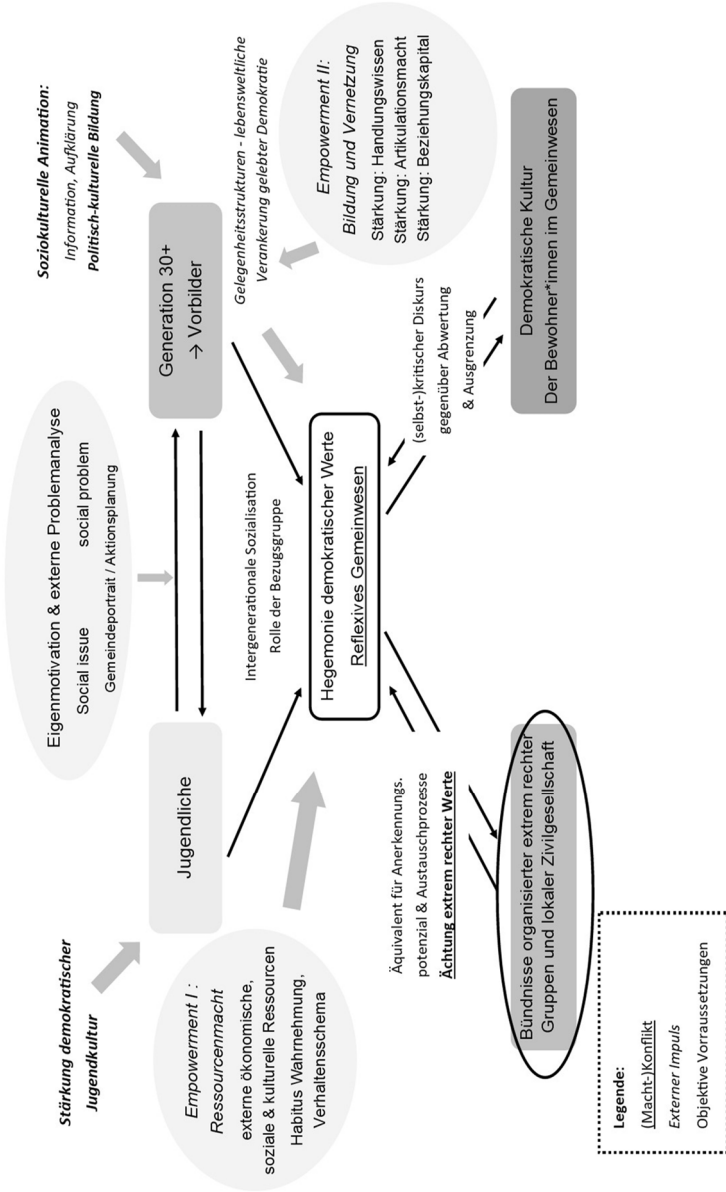 Stärkung demokratischer
Jugendkultur
Eigenmotivation & externe Problemanalyse
Social issue social problem
Gemeindeportrait / Aktionsplanung
Soziokulturelle Animation:
Information, Aufklärung
Politisch-kulturelle Bildung
Jugendliche
Generation 30+
→ Vorbilder
Empowerment I :
Ressourcenmacht
externe ökonomische,
soziale & kulturelle Ressourcen
Habitus Wahrnehmung,
Verhaltensschema
Intergenerationale Sozialisation
Rolle der Bezugsgruppe
Gelegenheitsstrukturen - lebensweltliche
Verankerung gelebter Demokratie
Empowerment II:
Bildung und Vernetzung
Stärkung: Handlungswissen
Stärkung: Artikulationsmacht
Stärkung: Beziehungskapital
Hegemonie demokratischer Werte
Reflexives Gemeinwesen
Äquivalent für Anerkennungs.
potenzial & Austauschprozesse
Ächtung extrem rechter Werte
(selbst-)kritischer Diskurs
gegenüber Abwertung
& Ausgrenzung
Bündnisse organisierter extrem rechter
Gruppen und lokaler Zivilgesellschaft
Demokratische Kultur
Der Bewohner*innen im Gemeinwesen
Legende:
(Macht-)Konflikt
Externer Impuls
Objektive Vorraussetzungen